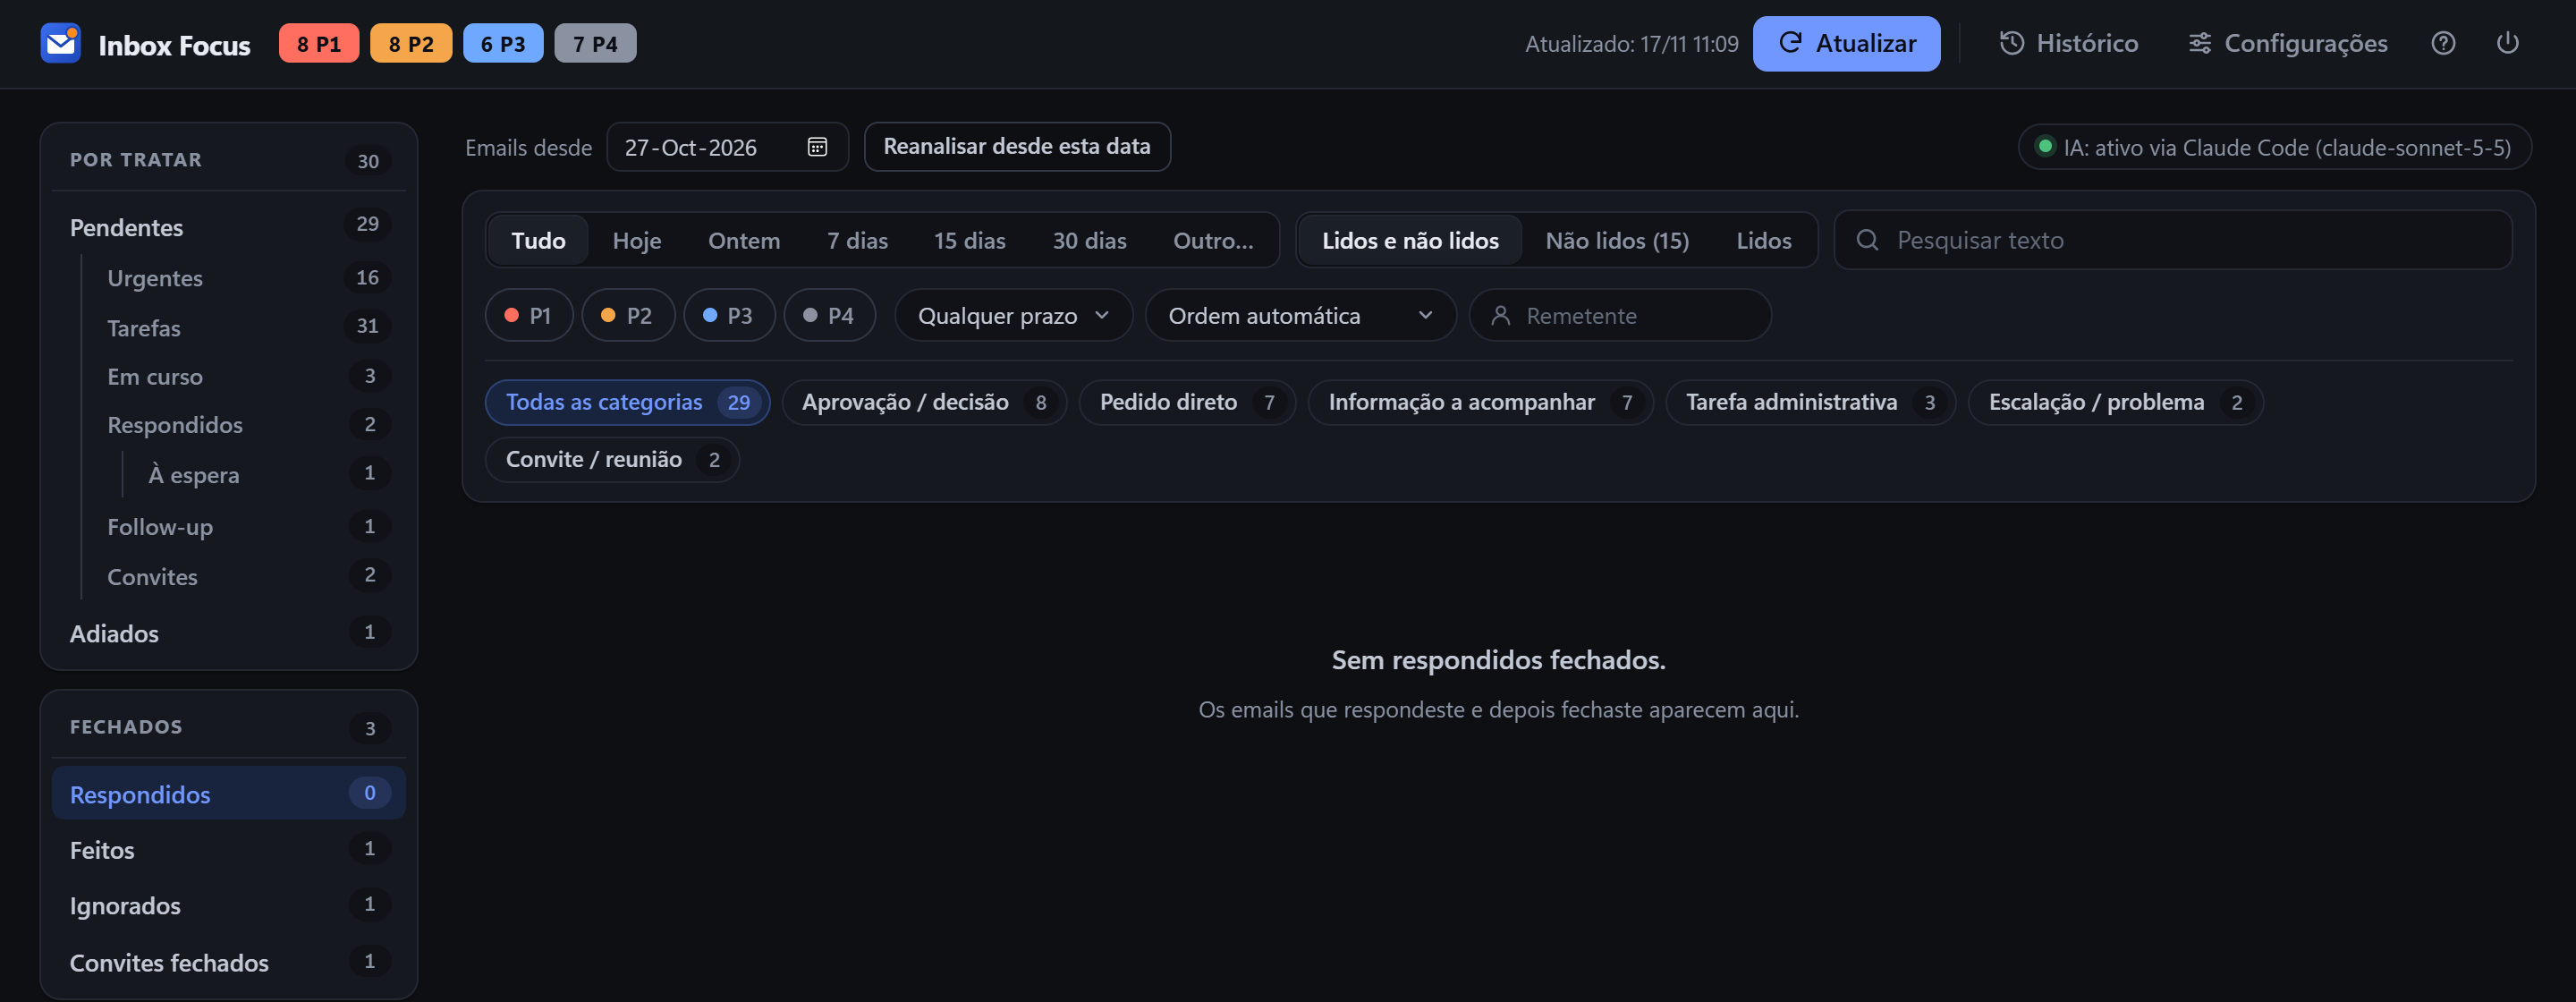 Inbox Focus 8 P1 8 P2 6 P3 7 P4 Atualizado: 17/11 11:09 Atualizar Histórico Configurações
POR TRATAR 30
Pendentes 29
Urgentes 16
Tarefas 31
Em curso 3
Respondidos 2
À espera 1
Follow-up 1
Convites 2
Adiados 1
FECHADOS 3
Respondidos 0
Feitos 1
Ignorados 1
Convites fechados 1
Emails desde 27-Oct-2026 Reanalisar desde esta data IA: ativo via Claude Code (claude-sonnet-5-5)
Tudo Hoje Ontem 7 dias 15 dias 30 dias Outro... Lidos e não lidos Não lidos (15) Lidos Pesquisar texto
P1 P2 P3 P4 Qualquer prazo Ordem automática Remetente
Todas as categorias 29 Aprovação / decisão 8 Pedido direto 7 Informação a acompanhar 7 Tarefa administrativa 3 Escalação / problema 2
Convite / reunião 2
Sem respondidos fechados.
Os emails que respondeste e depois fechaste aparecem aqui.